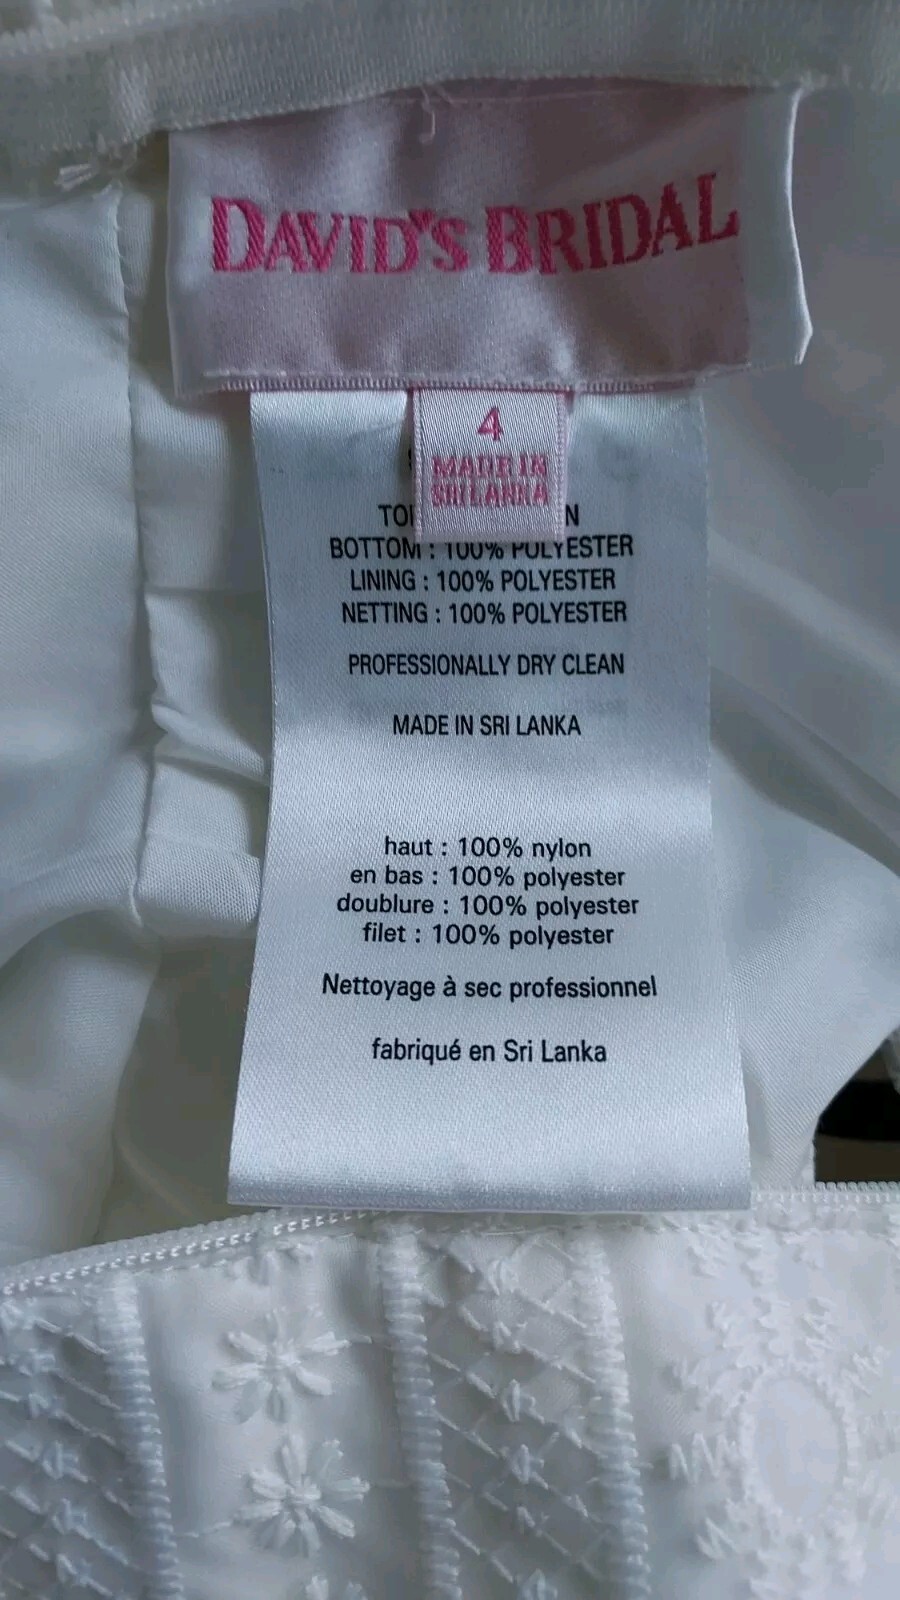 DAVID'S BRIDAL
4
MADE IN
SRI LANKA
BOTTOM : 100% POLYESTER
LINING : 100% POLYESTER
NETTING : 100% POLYESTER
PROFESSIONALLY DRY CLEAN
MADE IN SRI LANKA
haut : 100% nylon
en bas : 100% polyester
doublure : 100% polyester
filet : 100% polyester
Nettoyage à sec professionnel
fabriqué en Sri Lanka